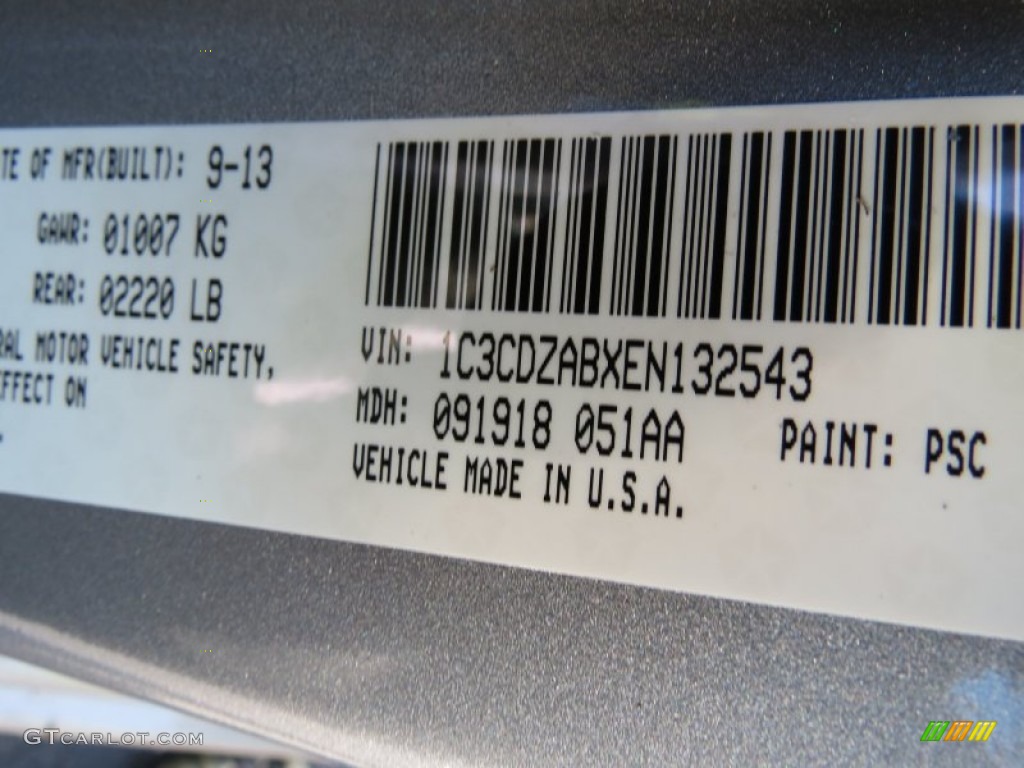 TE OF MFR(BUILT): 9-13
GAWR: 01007 KG
REAR: 02220 LB
RAL MOTOR VEHICLE SAFETY,
EFFECT ON
VIN: 1C3CDZABXEN132543
MDH: 091918 051AA PAINT: PSC
VEHICLE MADE IN U.S.A.
GTCARLOT.COM